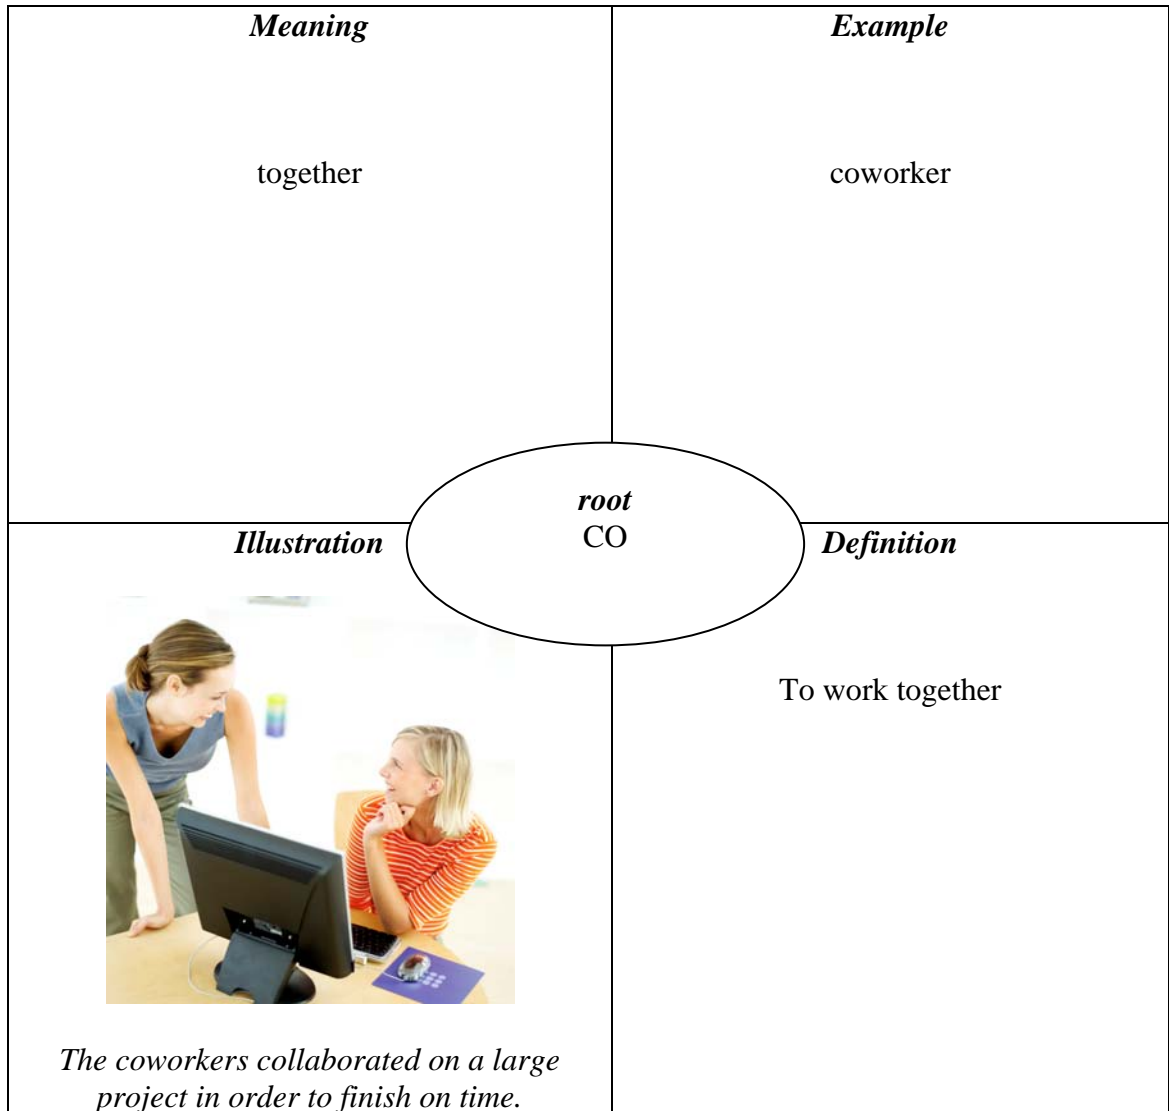 Meaning
together
Example
coworker
root
CO
Illustration
The coworkers collaborated on a large
project in order to finish on time.
Definition
To work together